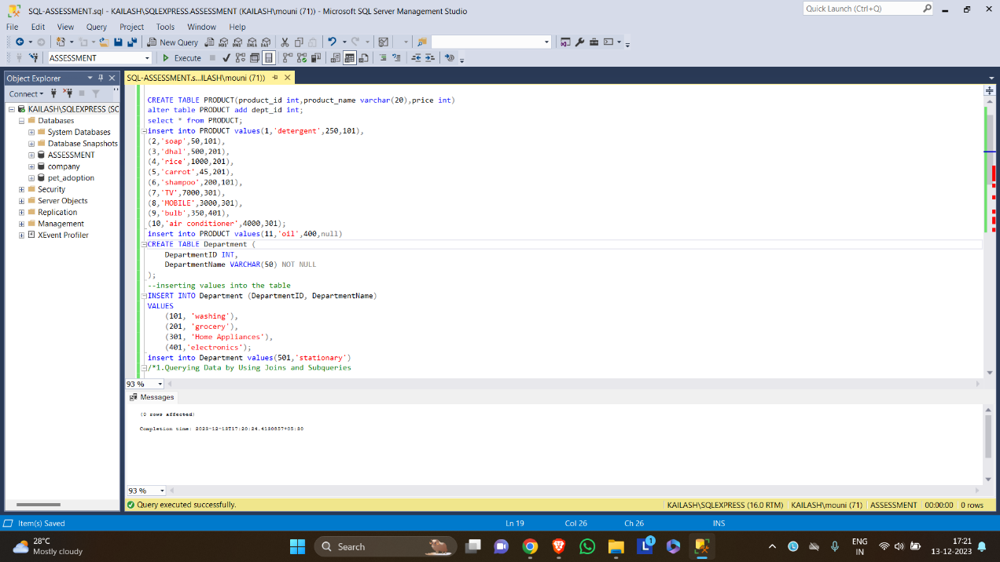 SQL-ASSESSMENT.sql - KAILASH\SQLEXPRESS.ASSESSMENT (KAILASH\mouni (71)) - Microsoft SQL Server Management Studio
Quick Launch (Ctrl+Q)
File Edit View Query Project Tools Window Help
New Query
ASSESSMENT Execute
Object Explorer
SQL-ASSESSMENT.s...ILASH\mouni (71))
Connect
KAILASH\SQLEXPRESS (SC
Databases
System Databases
Database Snapshots
ASSESSMENT
company
pet_adoption
Security
Server Objects
Replication
Management
XEvent Profiler
CREATE TABLE PRODUCT(product_id int,product_name varchar(20),price int)
alter table PRODUCT add dept_id int;
select * from PRODUCT;
insert into PRODUCT values(1,'detergent',250,101),
(2,'soap',50,101),
(3,'dhal',500,201),
(4,'rice',1000,201),
(5,'carrot',45,201),
(6,'shampoo',200,101),
(7,'TV',7000,301),
(8,'MOBILE',3000,301),
(9,'bulb',350,401),
(10,'air conditioner',4000,301);
insert into PRODUCT values(11,'oil',400,null)
CREATE TABLE Department (
DepartmentID INT,
DepartmentName VARCHAR(50) NOT NULL
);
--inserting values into the table
INSERT INTO Department (DepartmentID, DepartmentName)
VALUES
(101, 'washing'),
(201, 'grocery'),
(301, 'Home Appliances'),
(401,'electronics');
insert into Department values(501,'stationary')
/*1.Querying Data by Using Joins and Subqueries
93 %
Messages
(0 rows affected)
Completion time: 2023-12-13T17:20:24.4130857+05:30
93 %
Query executed successfully.
KAILASH\SQLEXPRESS (16.0 RTM) KAILASH\mouni (71) ASSESSMENT 00:00:00 0 rows
Item(s) Saved Ln 19 Col 26 Ch 26 INS
28°C
Mostly cloudy
Search
1
ENG
IN
17:21
13-12-2023